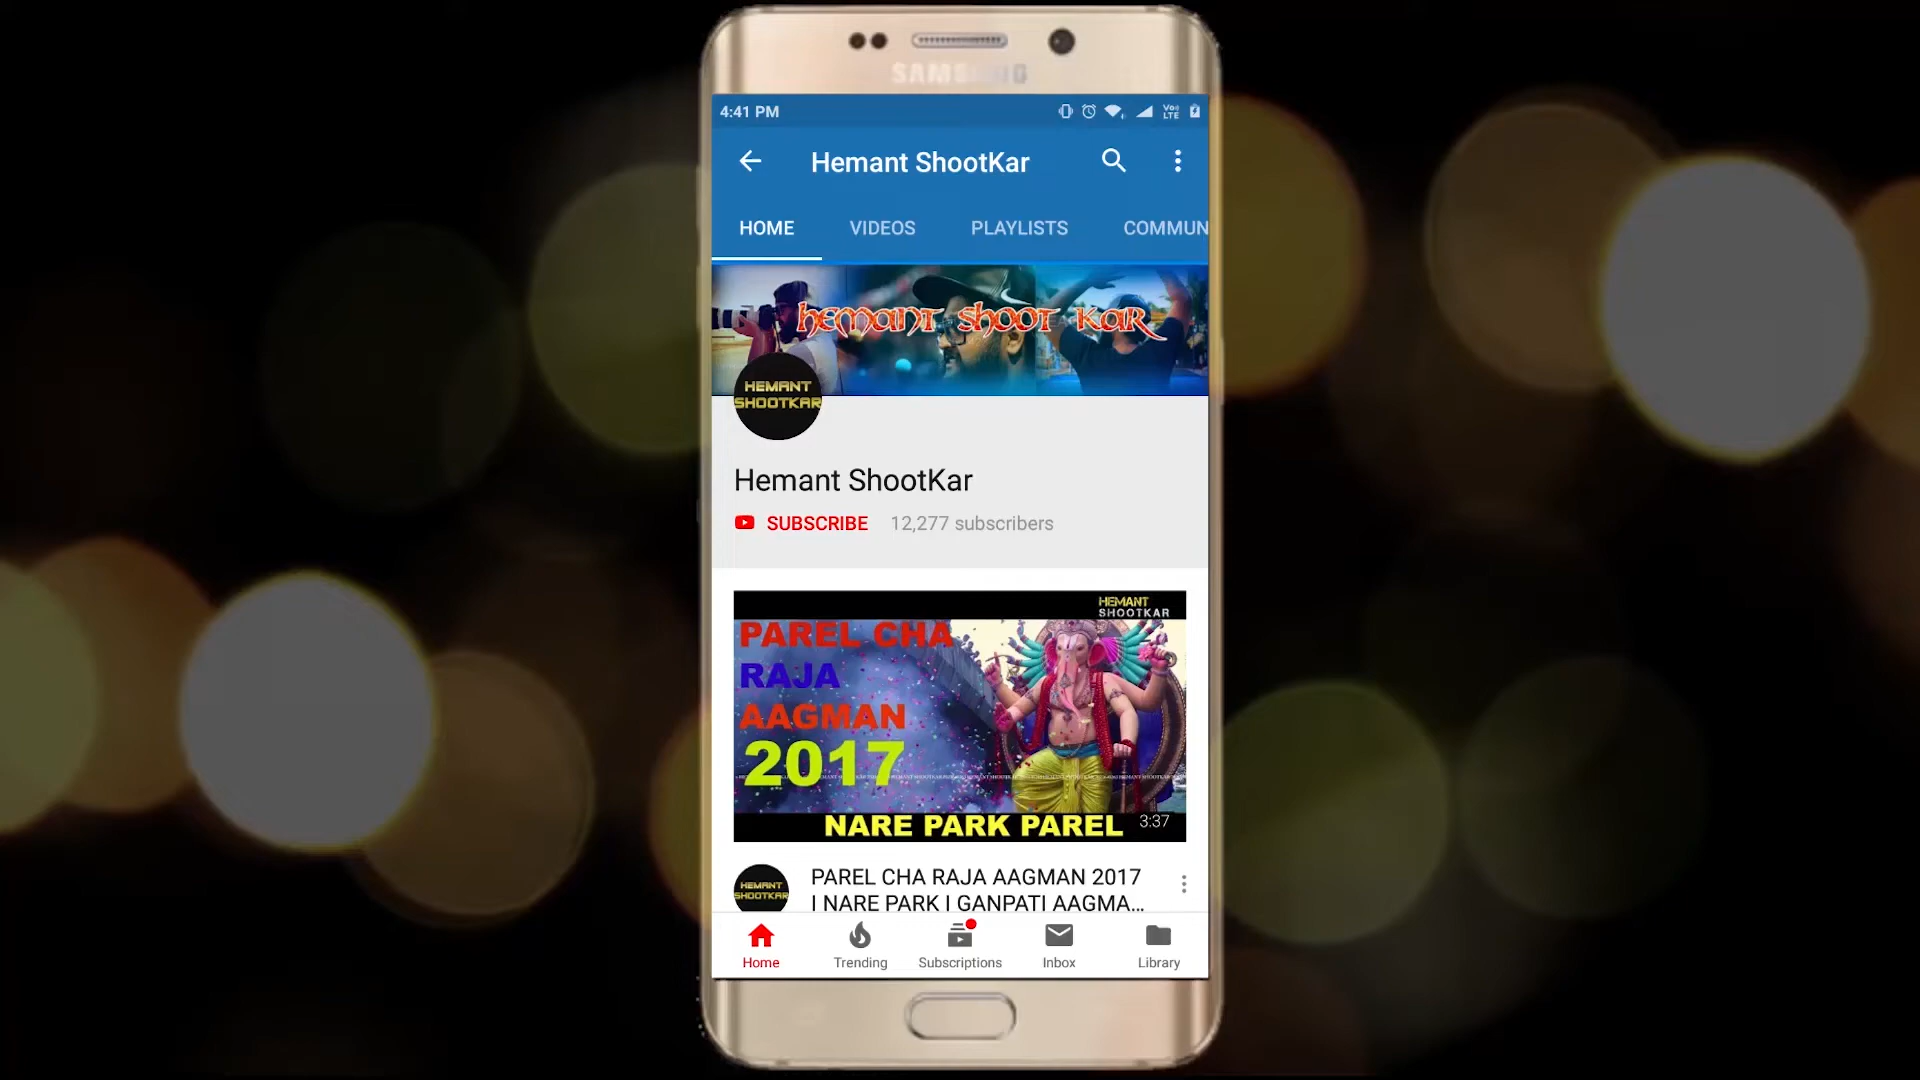 SAMSUNG
4:41 PM
Vo))
LTE
Hemant ShootKar
HOME VIDEOS PLAYLISTS COMMUN
HEMANT SHOOT KAR
HEMANT
SHOOTKAR
Hemant ShootKar
SUBSCRIBE 12,277 subscribers
HEMANT
SHOOTKAR
PAREL CHA
RAJA
AAGMAN
2017
NARE PARK PAREL
3:37
HEMANT
SHOOTKAR
PAREL CHA RAJA AAGMAN 2017
I NARE PARK I GANPATI AAGMA...
Home Trending Subscriptions Inbox Library